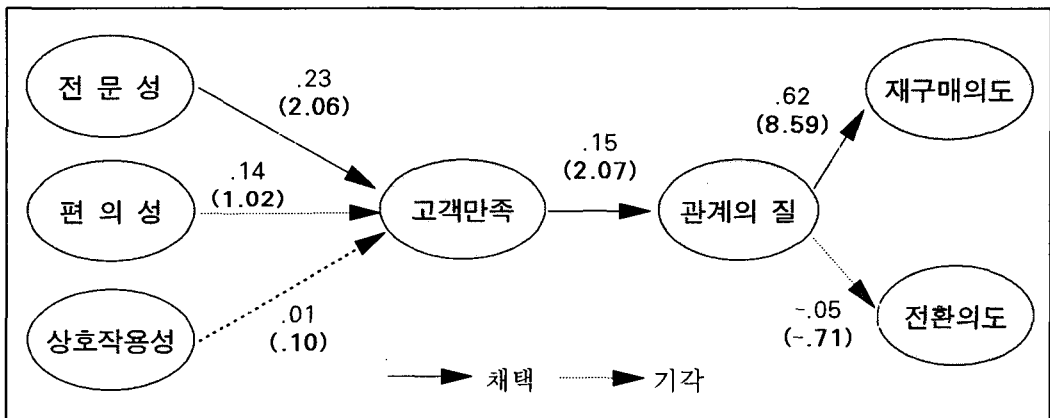 전 문 성
.23
(2.06)
편 의 성
.14
(1.02)
상호작용성
.01
(.10)
고객만족
.15
(2.07)
관계의 질
.62
(8.59)
재구매의도
-.05
(-.71)
전환의도
채택
기각